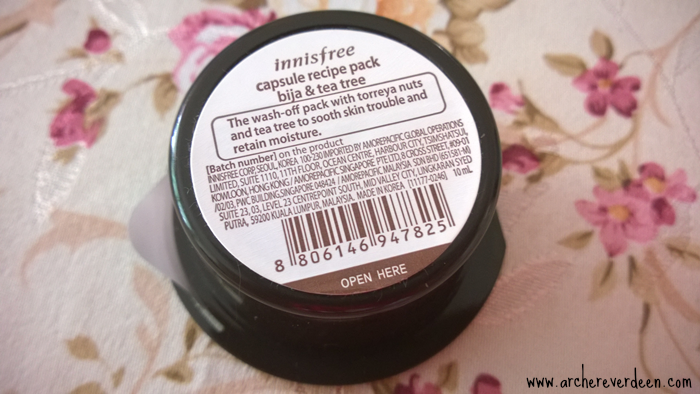 innisfree
capsule recipe pack
bija & tea tree
The wash-off pack with torreya nuts
and tea tree to sooth skin trouble and
retain moisture.
[Batch number] on the product
INNISFREE CORP, SEOUL, KOREA 100-230 IMPORTED BY AMOREPACIFIC GLOBAL OPERATIONS
LIMITED, SUITE 1110, 11TH FLOOR, OCEAN CENTRE, HARBOUR CITY, TSIMSHATSUI,
KOWLOON, HONG KONG / AMOREPACIFIC SINGAPORE PTE.LTD, 8 CROSS STREET, #09-01
/02/03, PWC BUILDING, SINGAPORE 048424 / AMOREPACIFIC MALAYSIA SDN BHD
SUITE 23, 03, LEVEL 23 CENTREPOINT SOUTH, MID VALLEY CITY, LINGKARAN SYED
PUTRA, 59200 KUALA LUMPUR, MALAYSIA. MADE IN KOREA (11177-0246) 10 mL
8 806146 947825
OPEN HERE
www.archereverdeen.com